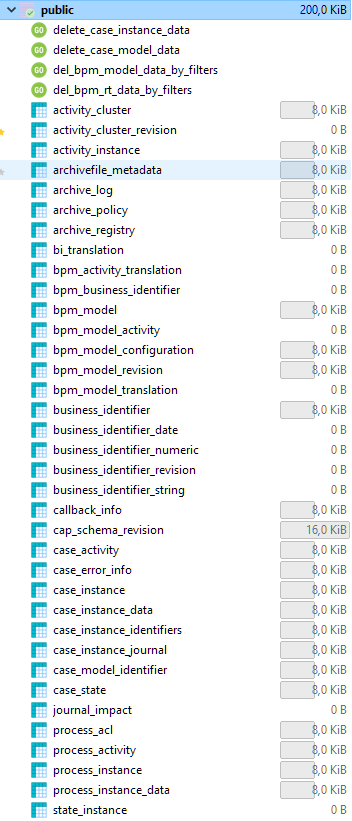 public 200,0 KiB
GO delete_case_instance_data
GO delete_case_model_data
GO del_bpm_model_data_by_filters
GO del_bpm_rt_data_by_filters
activity_cluster 8,0 KiB
activity_cluster_revision 0 B
activity_instance 8,0 KiB
archivefile_metadata 8,0 KiB
archive_log 8,0 KiB
archive_policy 8,0 KiB
archive_registry 8,0 KiB
bi_translation 0 B
bpm_activity_translation 0 B
bpm_business_identifier 0 B
bpm_model 8,0 KiB
bpm_model_activity 0 B
bpm_model_configuration 8,0 KiB
bpm_model_revision 8,0 KiB
bpm_model_translation 0 B
business_identifier 8,0 KiB
business_identifier_date 0 B
business_identifier_numeric 0 B
business_identifier_revision 0 B
business_identifier_string 0 B
callback_info 8,0 KiB
cap_schema_revision 16,0 KiB
case_activity 8,0 KiB
case_error_info 8,0 KiB
case_instance 8,0 KiB
case_instance_data 8,0 KiB
case_instance_identifiers 8,0 KiB
case_instance_journal 8,0 KiB
case_model_identifier 8,0 KiB
case_state 8,0 KiB
journal_impact 0 B
process_acl 8,0 KiB
process_activity 8,0 KiB
process_instance 8,0 KiB
process_instance_data 8,0 KiB
state_instance 0 B